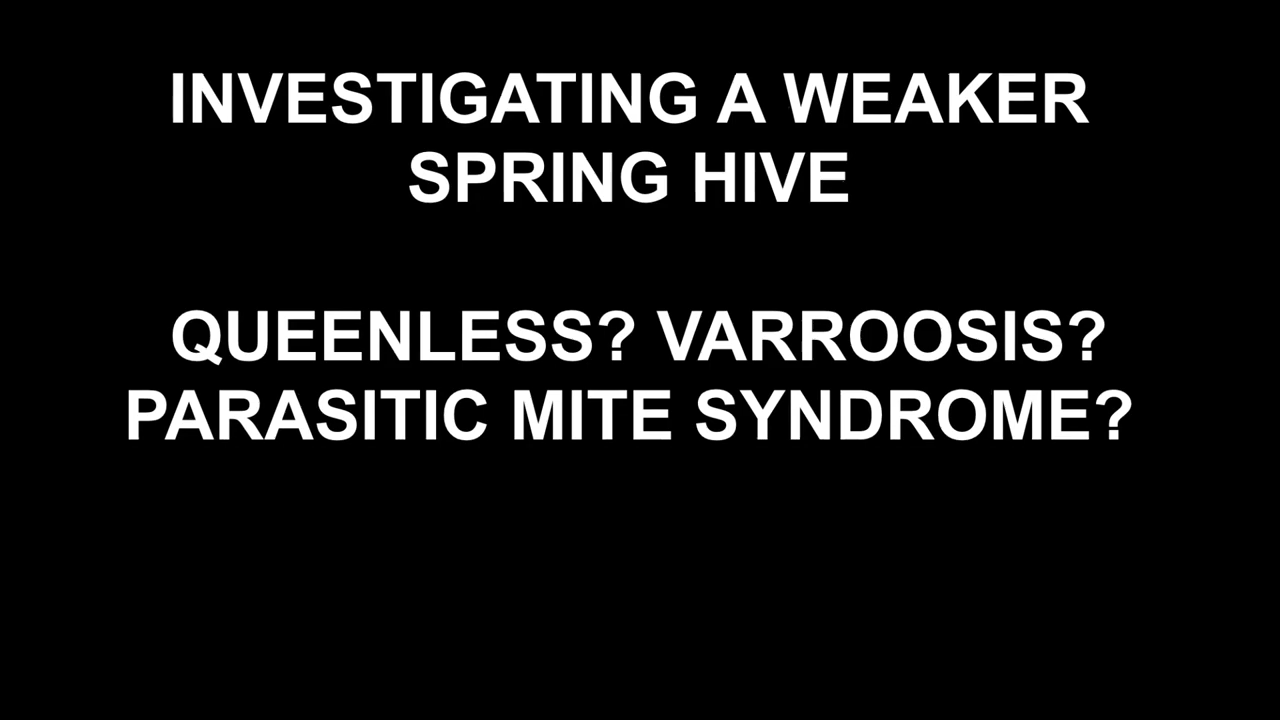 INVESTIGATING A WEAKER
SPRING HIVE
QUEENLESS? VARROOSIS?
PARASITIC MITE SYNDROME?